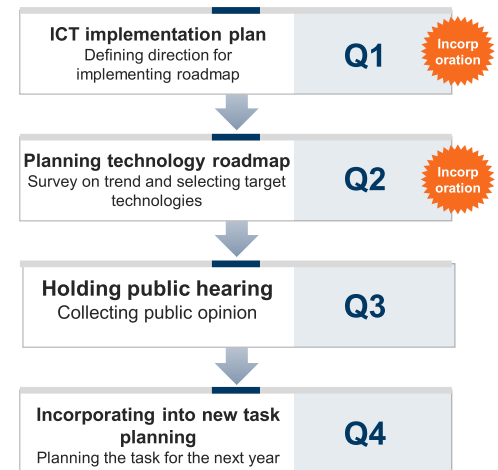 ICT implementation plan
Defining direction for
implementing roadmap
Q1
Incorp
oration
Planning technology roadmap
Survey on trend and selecting target
technologies
Q2
Incorp
oration
Holding public hearing
Collecting public opinion
Q3
Incorporating into new task
planning
Planning the task for the next year
Q4